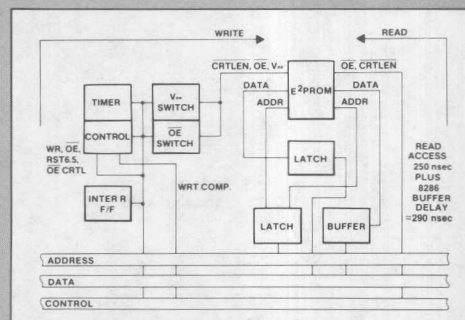 WRITE
READ
CRTLEN, OE, Vᴘᴘ
OE, CRTLEN
TIMER
Vᴘᴘ
SWITCH
DATA
ADDR
E²PROM
DATA
ADDR
CONTROL
OE
SWITCH
WR, OE,
RST6.5,
OE CRTL
LATCH
WRT COMP.
READ
ACCESS
250 nsec
PLUS
8286
BUFFER
DELAY
≈290 nsec
INTER R
F/F
LATCH
BUFFER
ADDRESS
DATA
CONTROL